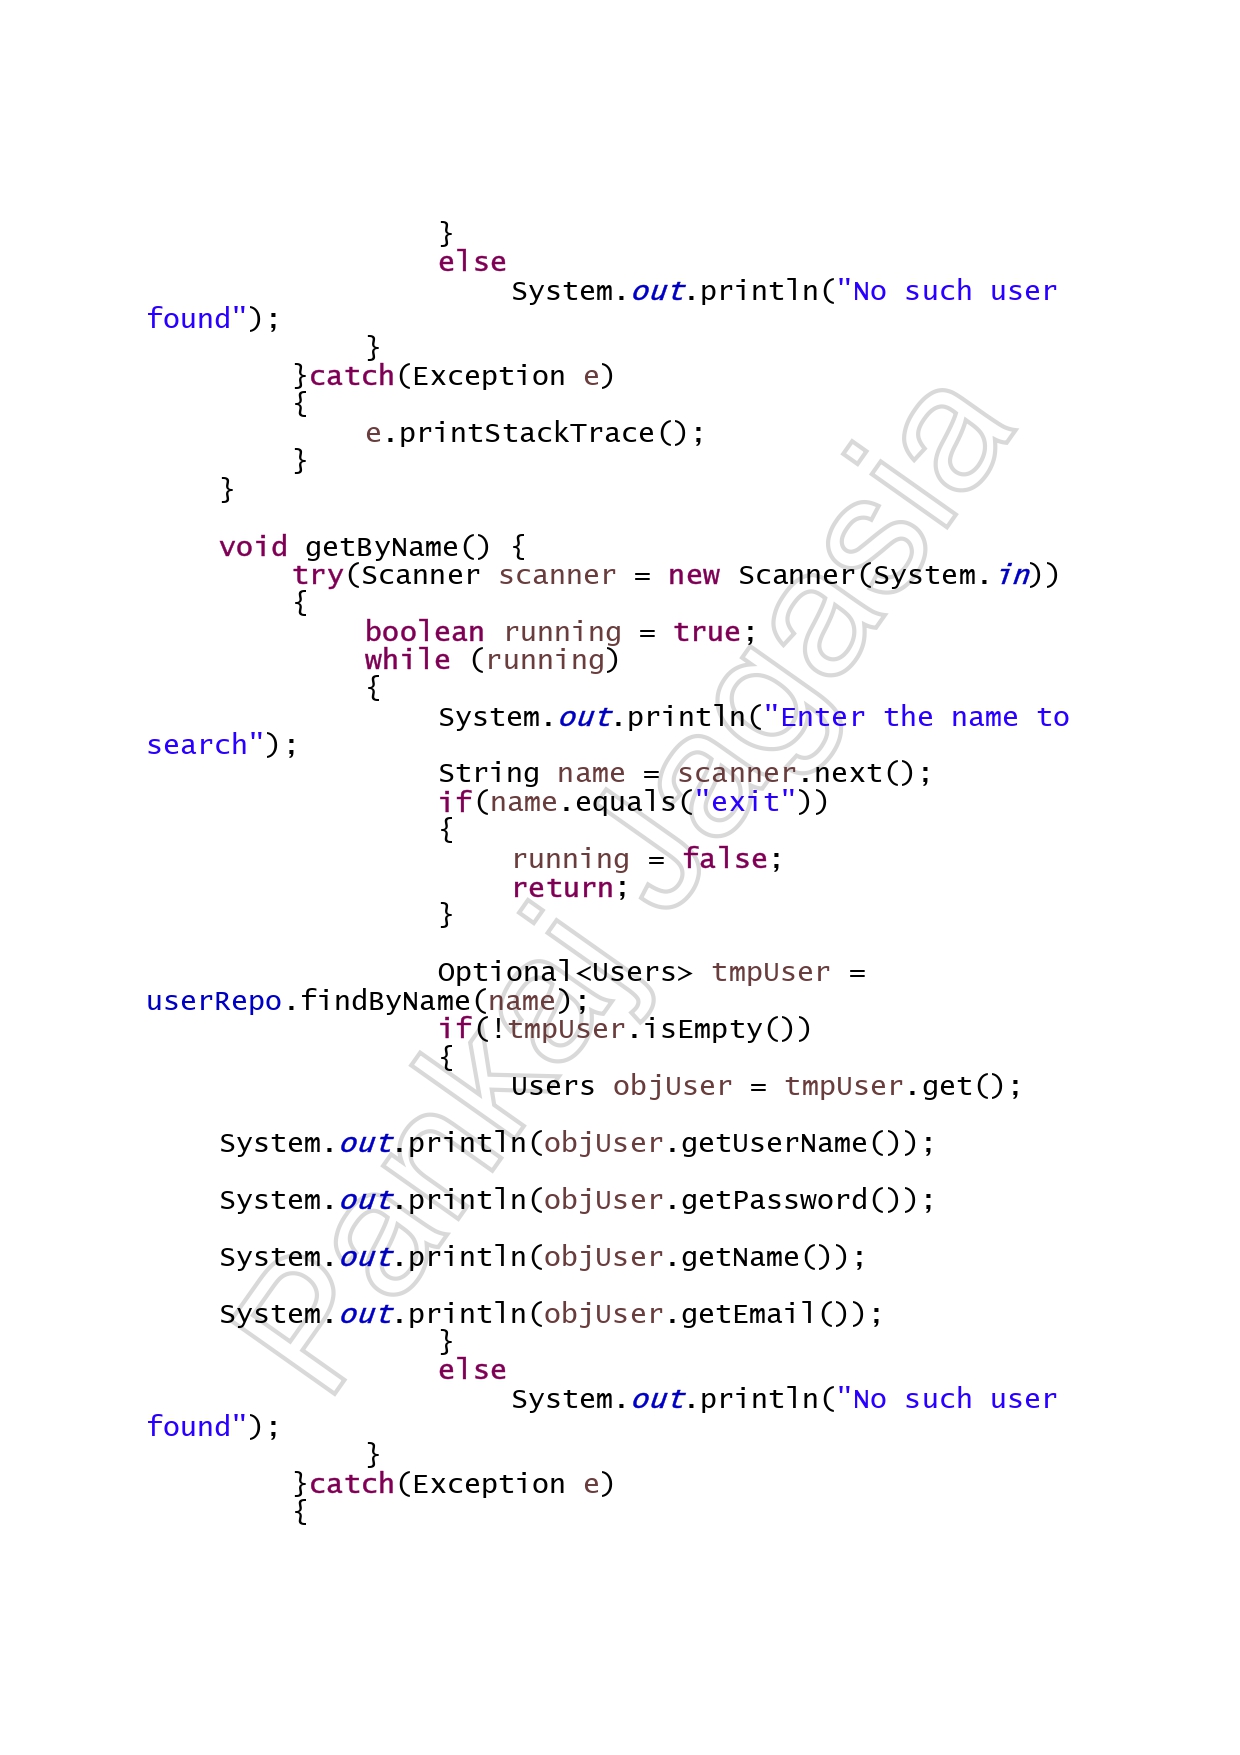 }
else
System.out.println("No such user
found");
}
}catch(Exception e)
{
e.printStackTrace();
}
}
void getByName() {
try(Scanner scanner = new Scanner(System.in))
{
boolean running = true;
while (running)
{
System.out.println("Enter the name to
search");
String name = scanner.next();
if(name.equals("exit"))
{
running = false;
return;
}
Optional<Users> tmpUser =
userRepo.findByName(name);
if(!tmpUser.isEmpty())
{
Users objUser = tmpUser.get();
System.out.println(objUser.getUserName());
System.out.println(objUser.getPassword());
System.out.println(objUser.getName());
System.out.println(objUser.getEmail());
}
else
System.out.println("No such user
found");
}
}catch(Exception e)
{
Pankaj Jagasia